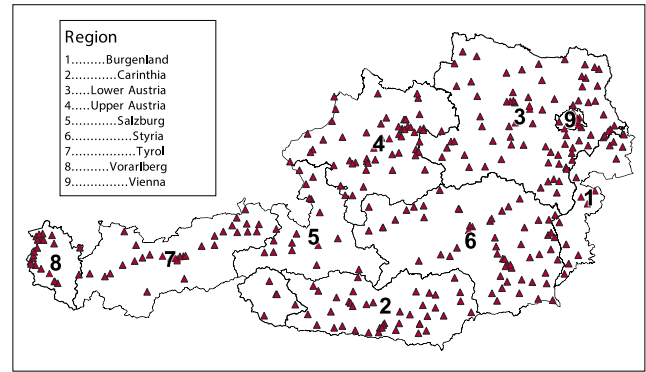 Region
1.........Burgenland
2............Carinthia
3.....Lower Austria
4.....Upper Austria
5............Salzburg
6...............Styria
7.................Tyrol
8..........Vorarlberg
9...............Vienna
3
9
4
1
5
6
7
8
2